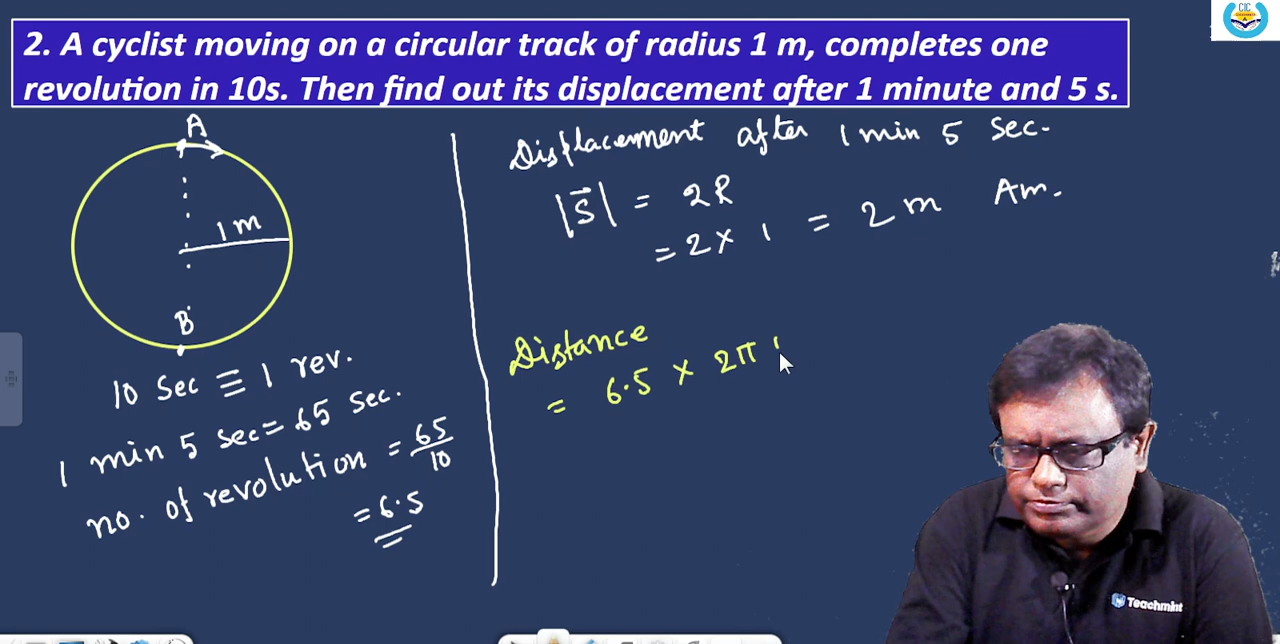 CIC
2. A cyclist moving on a circular track of radius 1 m, completes one
revolution in 10s. Then find out its displacement after 1 minute and 5 s.
A
1 m
B
10 sec ≡ 1 rev.
1 min 5 sec = 65 sec.
no. of revolution = 65/10
= 6.5
Displacement after 1 min 5 sec.
|S⃗| = 2R
= 2 × 1 = 2 m Am.
Distance
= 6.5 × 2π
Teachmint